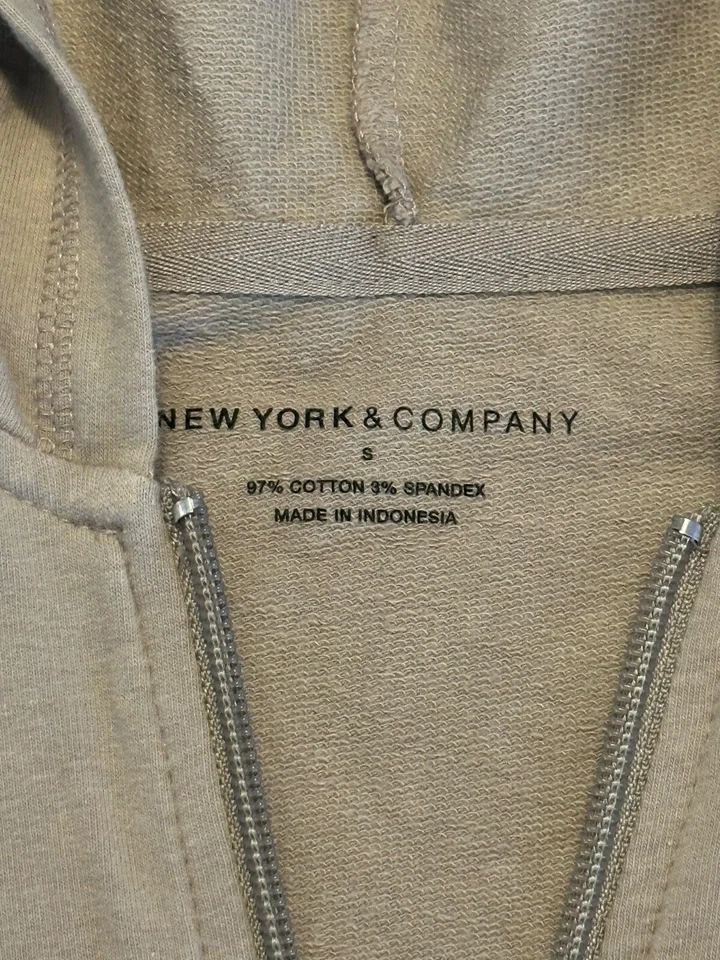 NEW YORK & COMPANY
S
97% COTTON 3% SPANDEX
MADE IN INDONESIA